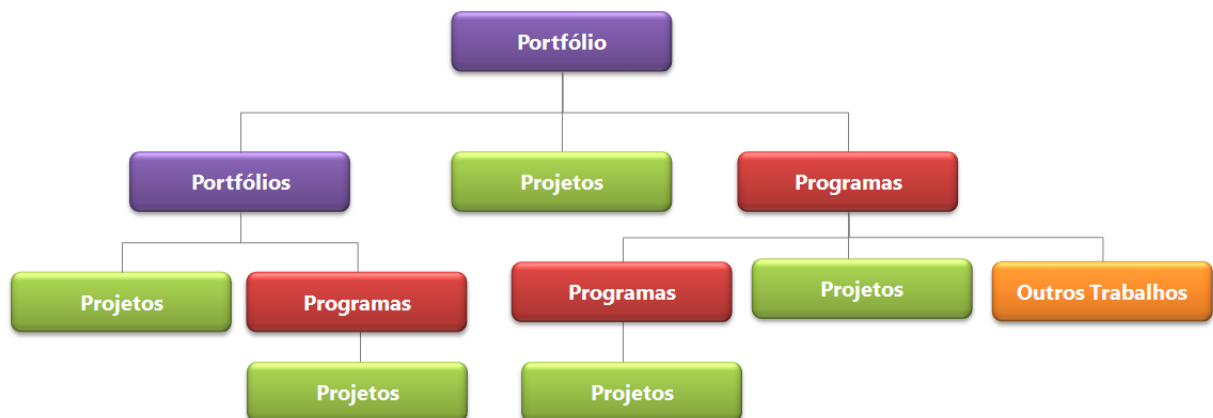 Portfólio
Portfólios
Projetos
Programas
Projetos
Programas
Programas
Projetos
Outros Trabalhos
Projetos
Projetos